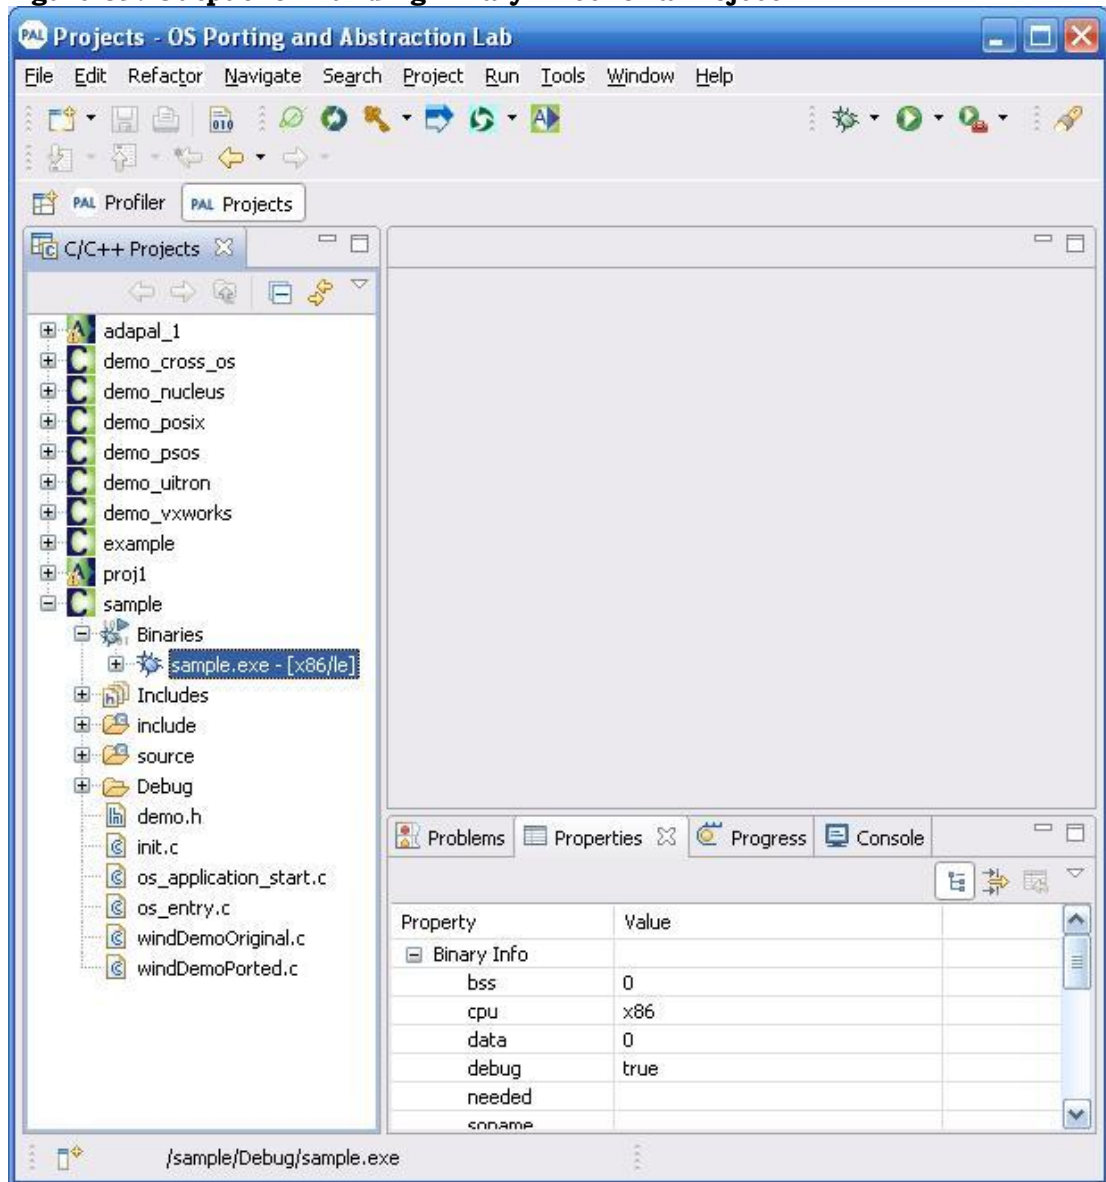 PAL Projects - OS Porting and Abstraction Lab
File Edit Refactor Navigate Search Project Run Tools Window Help
010
PAL Profiler PAL Projects
C/C++ Projects
adapal_1
demo_cross_os
demo_nucleus
demo_posix
demo_psos
demo_uitron
demo_vxworks
example
proj1
sample
Binaries
sample.exe - [x86/le]
Includes
include
source
Debug
demo.h
init.c
os_application_start.c
os_entry.c
windDemoOriginal.c
windDemoPorted.c
Problems Properties Progress Console
Property Value
Binary Info
bss 0
cpu x86
data 0
debug true
needed
soname
/sample/Debug/sample.exe